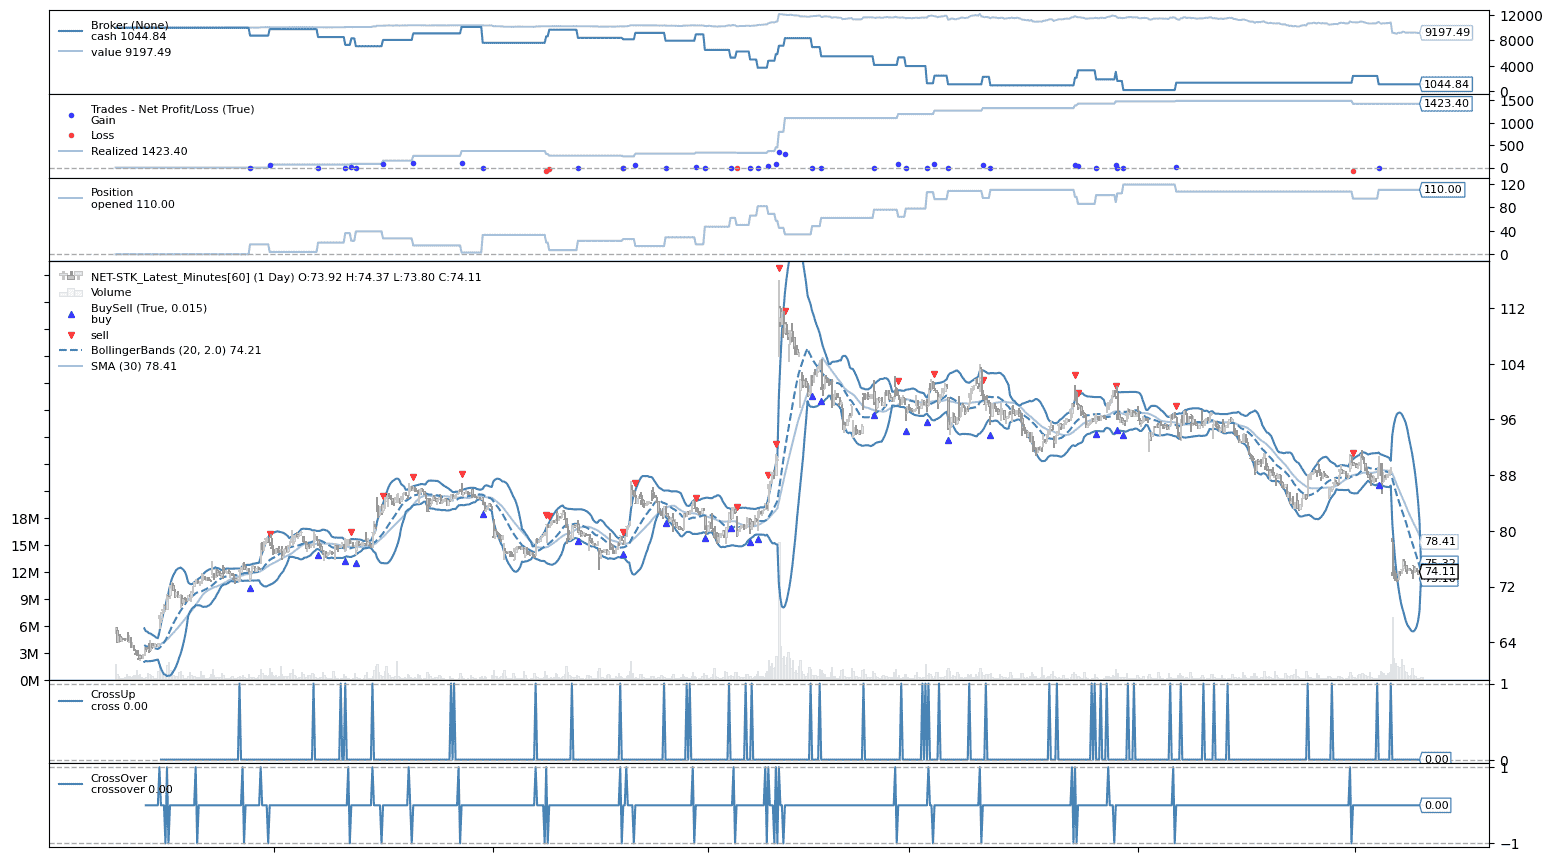 Broker (None)
cash 1044.84
value 9197.49
12000
9197.49
8000
4000
1044.84
0
Trades - Net Profit/Loss (True)
Gain
Loss
Realized 1423.40
1500
1423.40
1000
500
0
Position
opened 110.00
120
110.00
80
40
0
NET-STK_Latest_Minutes[60] (1 Day) O:73.92 H:74.37 L:73.80 C:74.11
Volume
BuySell (True, 0.015)
buy
sell
BollingerBands (20, 2.0) 74.21
SMA (30) 78.41
112
104
96
88
80
72
64
18M
15M
12M
9M
6M
3M
0M
78.41
74.11
CrossUp
cross 0.00
1
0.00
0
CrossOver
crossover 0.00
1
0.00
−1